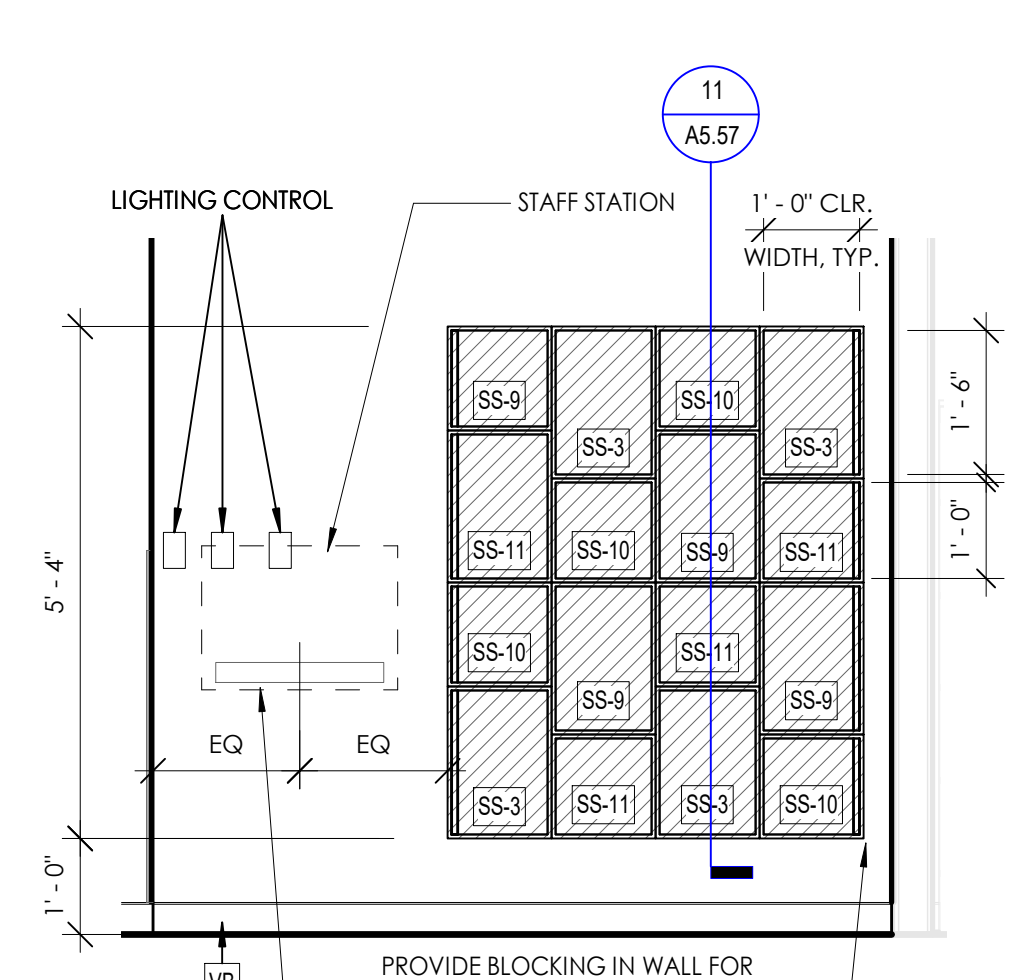 11
A5.57
LIGHTING CONTROL
STAFF STATION
1' - 0" CLR.
WIDTH, TYP.
SS-9
SS-10
SS-3
SS-3
1' - 6"
SS-11
SS-10
SS-9
SS-11
1' - 0"
5' - 4"
SS-10
SS-11
SS-9
SS-9
EQ
EQ
SS-3
SS-11
SS-3
SS-10
1' - 0"
PROVIDE BLOCKING IN WALL FOR